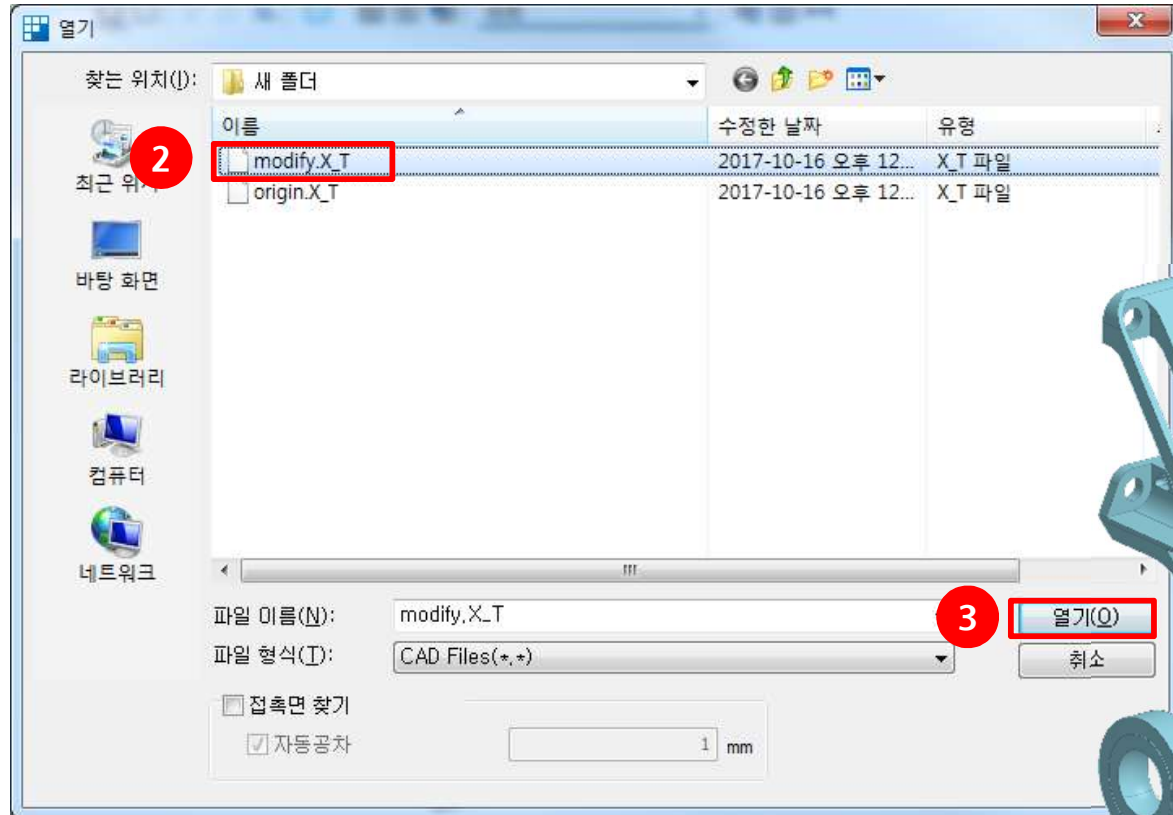 열기
찾는 위치(I):
새 폴더
이름
수정한 날짜
유형
2
modify.X_T
2017-10-16 오후 12...
X_T 파일
최근
origin.X_T
2017-10-16 오후 12...
X_T 파일
바탕 화면
라이브러리
컴퓨터
네트워크
파일 이름(N):
modify.X_T
3
열기(O)
파일 형식(T):
CAD Files(*.*)
취소
접촉면 찾기
자동공차
1
mm